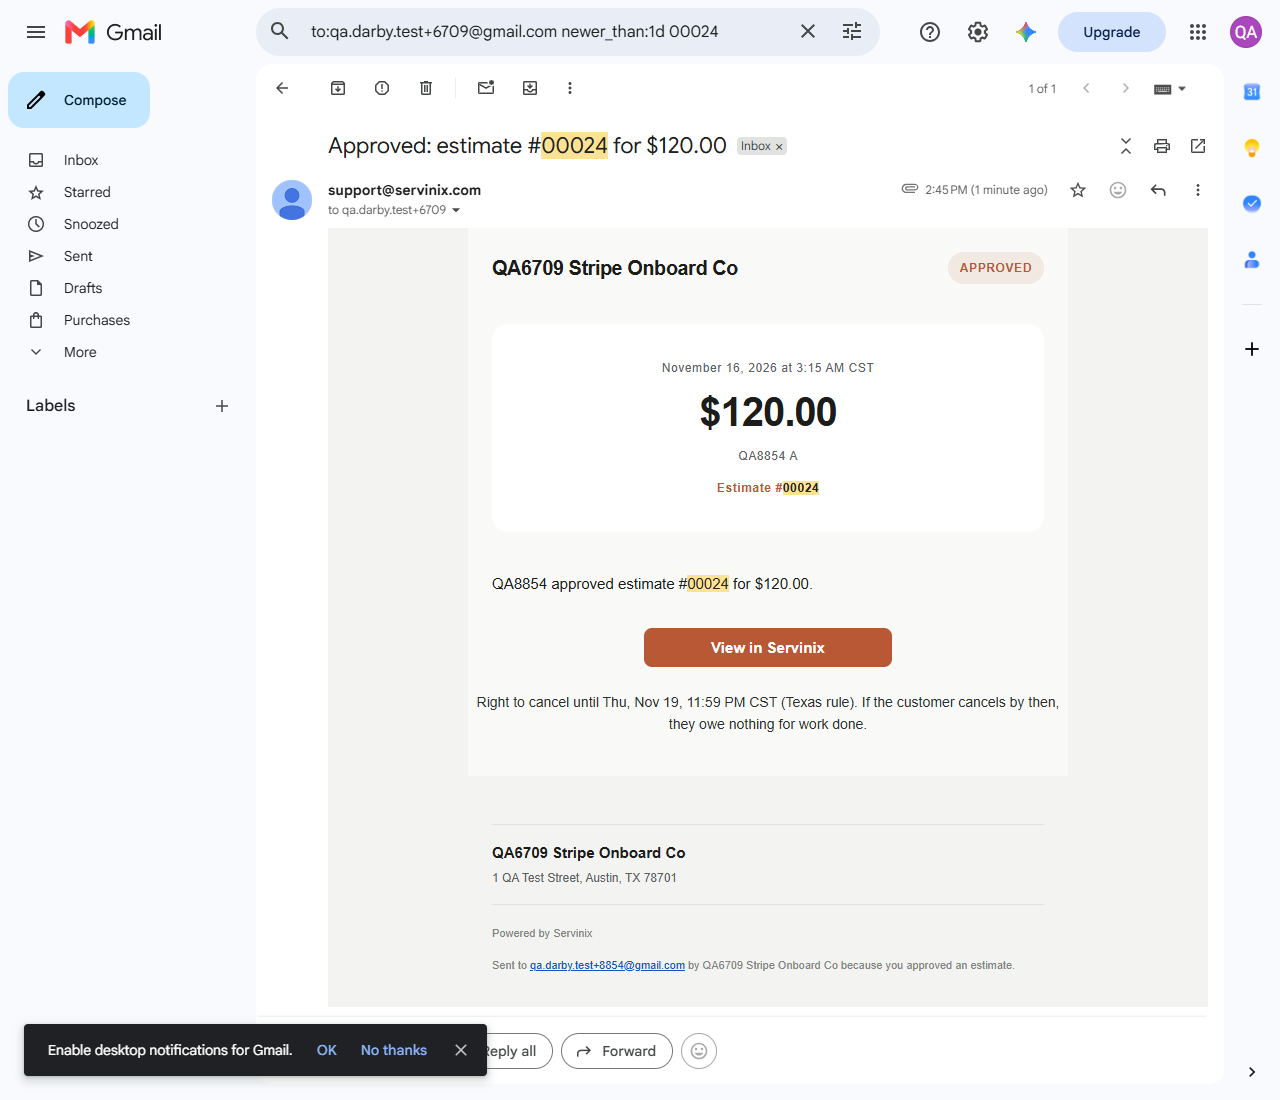 Gmail
to:qa.darby.test+6709@gmail.com newer_than:1d 00024
Upgrade
QA
Compose
Inbox
Starred
Snoozed
Sent
Drafts
Purchases
More
Labels
1 of 1
31
Approved: estimate #00024 for $120.00
Inbox ×
support@servinix.com
2:45 PM (1 minute ago)
to qa.darby.test+6709
QA6709 Stripe Onboard Co
APPROVED
November 16, 2026 at 3:15 AM CST
$120.00
QA8854 A
Estimate #00024
QA8854 approved estimate #00024 for $120.00.
View in Servinix
Right to cancel until Thu, Nov 19, 11:59 PM CST (Texas rule). If the customer cancels by then,
they owe nothing for work done.
QA6709 Stripe Onboard Co
1 QA Test Street, Austin, TX 78701
Powered by Servinix
Sent to qa.darby.test+8854@gmail.com by QA6709 Stripe Onboard Co because you approved an estimate.
Enable desktop notifications for Gmail.
OK
No thanks
Reply all
Forward